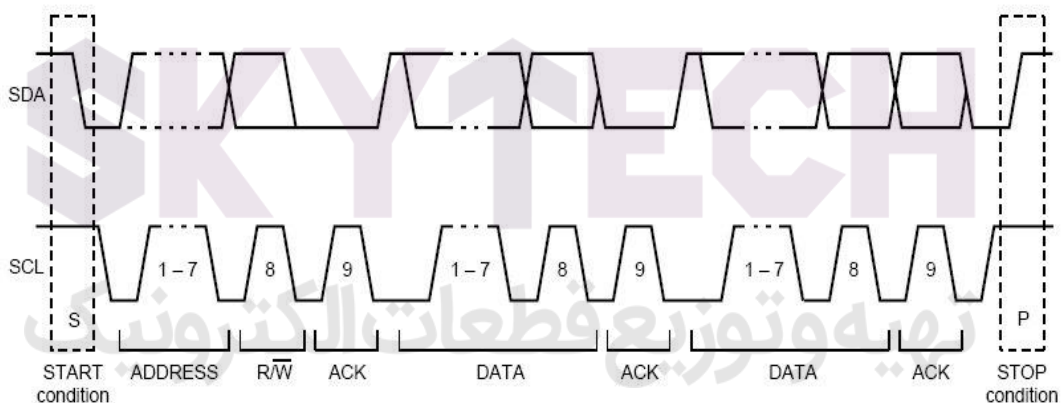 SKYTECH
SDA
SCL
1 – 7 8 9 1 – 7 8 9 1 – 7 8 9
S P
تهیه و توزیع قطعات الکترونیک
START condition ADDRESS R/W̅ ACK DATA ACK DATA ACK STOP condition